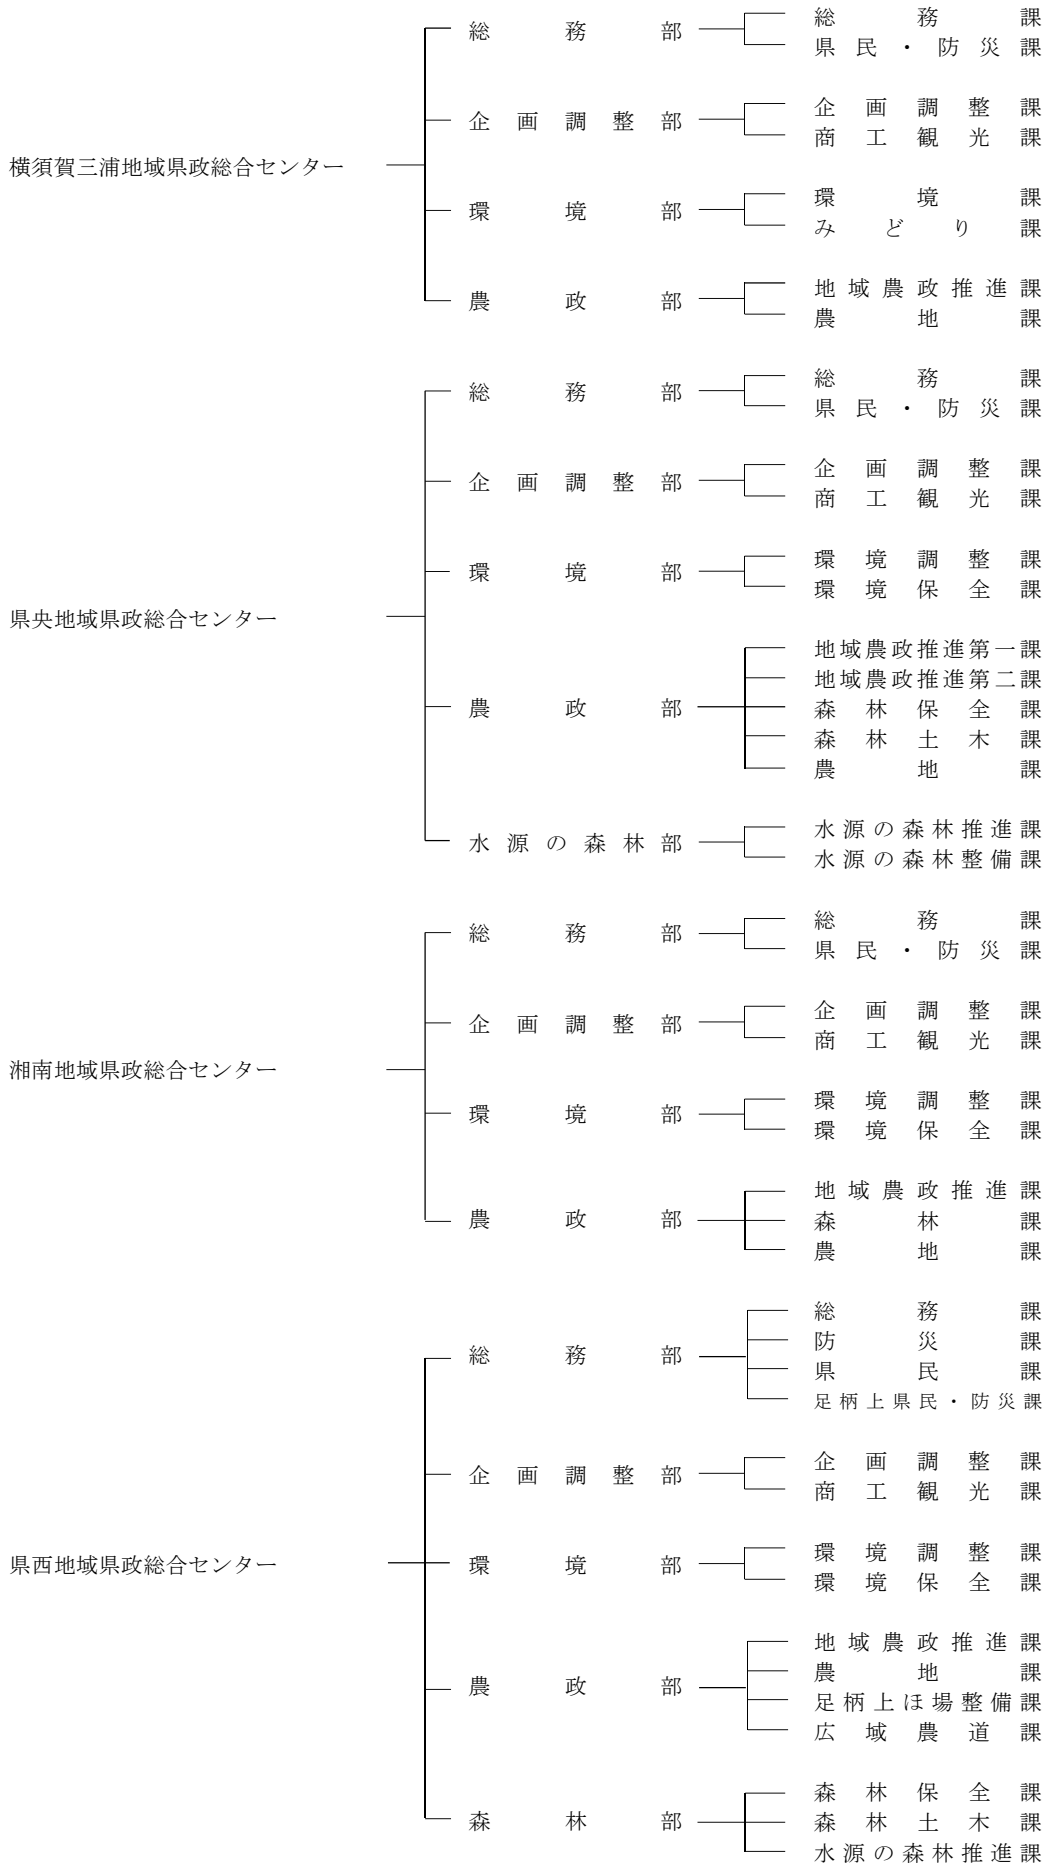 総務部
総務課
県民・防災課
企画調整部
企画調整課
商工観光課
横須賀三浦地域県政総合センター
環境部
環境課
みどり課
農政部
地域農政推進課
農地課
総務部
総務課
県民・防災課
企画調整部
企画調整課
商工観光課
環境部
環境調整課
環境保全課
県央地域県政総合センター
農政部
地域農政推進第一課
地域農政推進第二課
森林保全課
森林土木課
農地課
水源の森林部
水源の森林推進課
水源の森林整備課
総務部
総務課
県民・防災課
企画調整部
企画調整課
商工観光課
湘南地域県政総合センター
環境部
環境調整課
環境保全課
農政部
地域農政推進課
森林課
農地課
総務部
総務課
防災課
県民課
足柄上県民・防災課
企画調整部
企画調整課
商工観光課
県西地域県政総合センター
環境部
環境調整課
環境保全課
農政部
地域農政推進課
農地課
足柄上ほ場整備課
広域農道課
森林部
森林保全課
森林土木課
水源の森林推進課